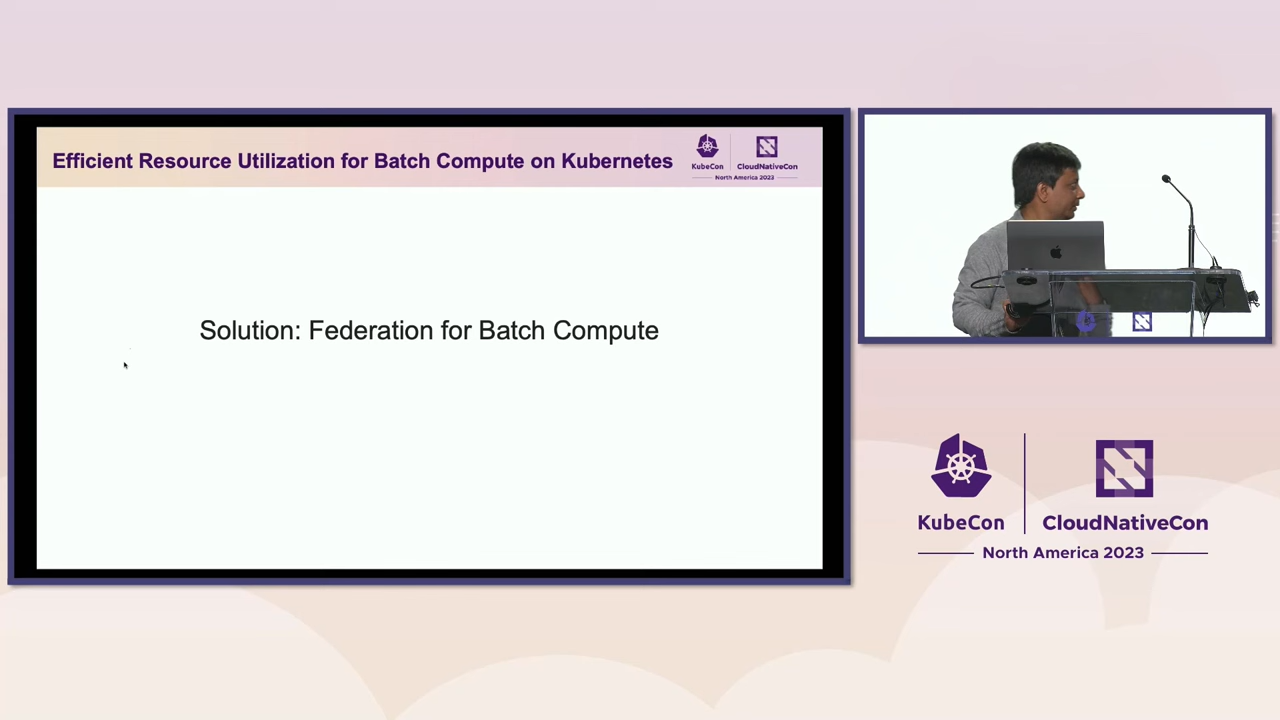 Efficient Resource Utilization for Batch Compute on Kubernetes
KubeCon
CloudNativeCon
North America 2023
Solution: Federation for Batch Compute
KubeCon
CloudNativeCon
North America 2023